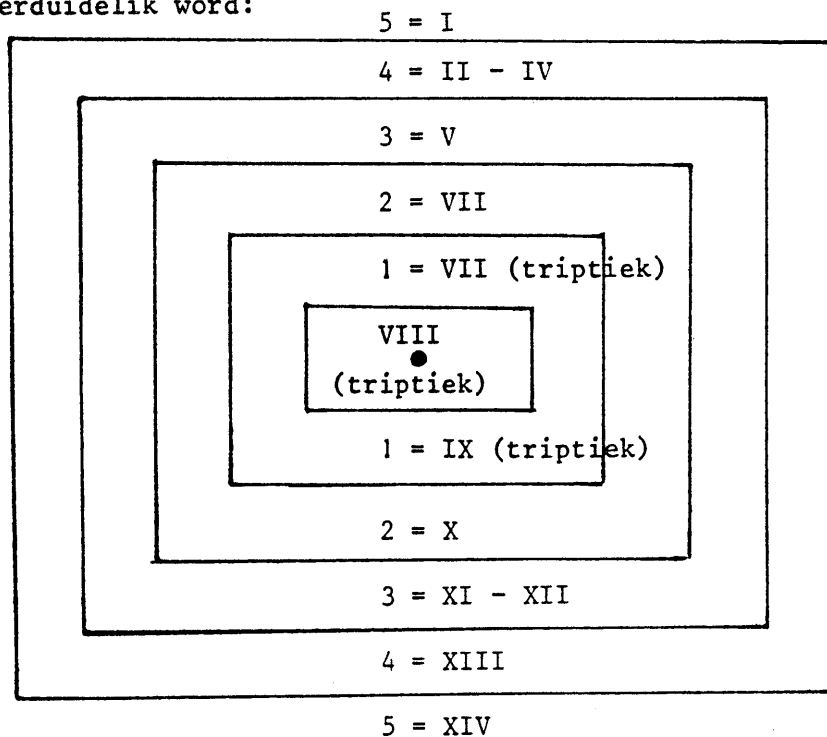 erduidelik word:
5 = I
4 = II - IV
3 = V
2 = VII
1 = VII (triptiek)
VIII
(triptiek)
1 = IX (triptiek)
2 = X
3 = XI - XII
4 = XIII
5 = XIV